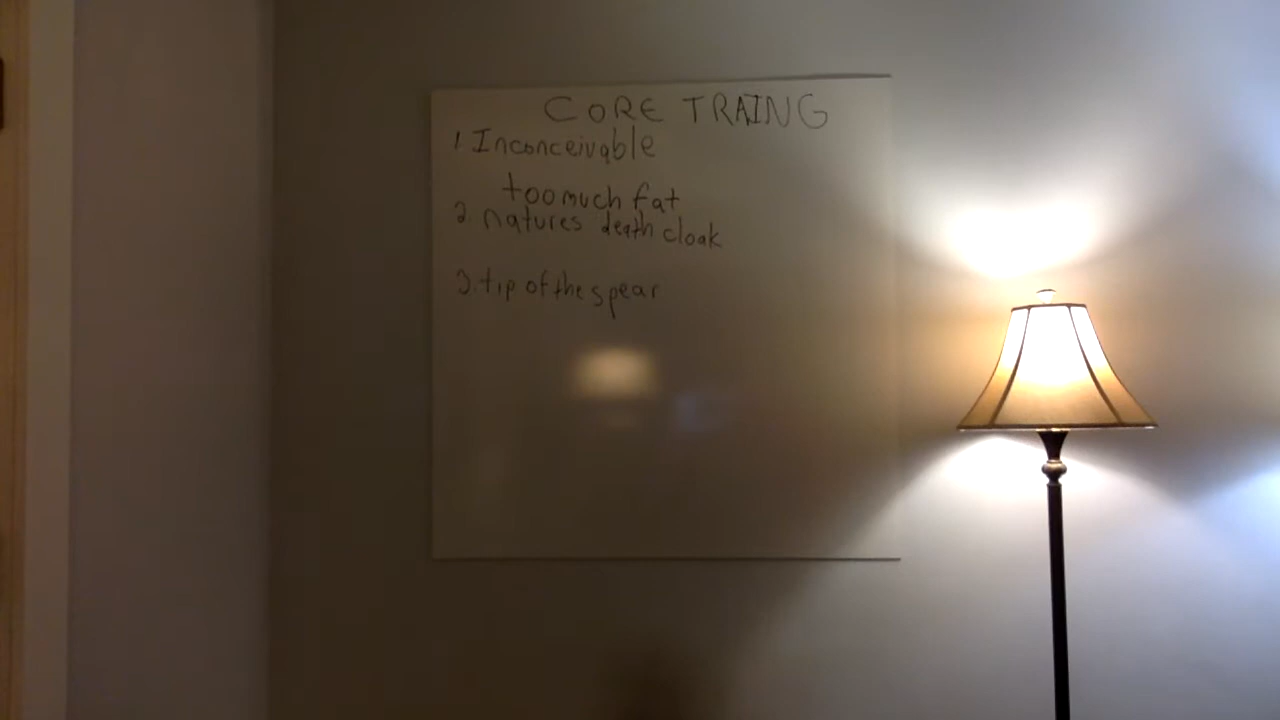 CORE TRAING
1 Inconceivable
too much fat
2. natures death cloak
3. tip of the spear